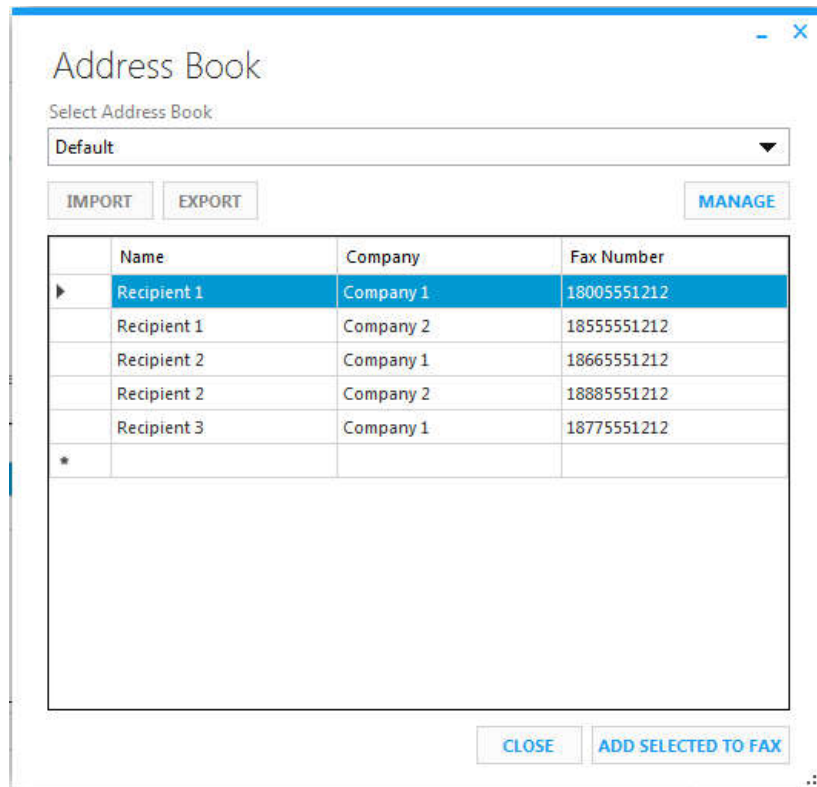 Address Book
Select Address Book
Default
IMPORT EXPORT MANAGE
Name Company Fax Number
Recipient 1 Company 1 18005551212
Recipient 1 Company 2 18555551212
Recipient 2 Company 1 18665551212
Recipient 2 Company 2 18885551212
Recipient 3 Company 1 18775551212
*
CLOSE ADD SELECTED TO FAX